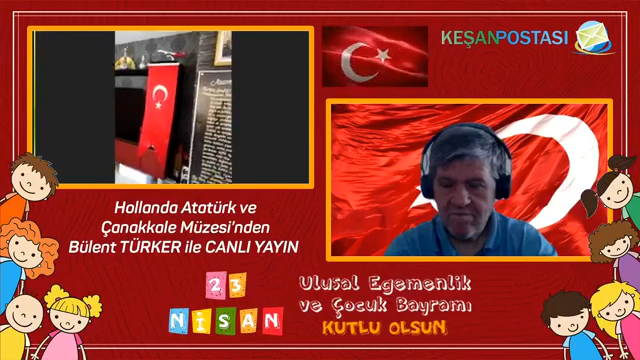 KEŞANPOSTASI
Hollanda Atatürk ve
Çanakkale Müzesi'nden
Bülent TÜRKER ile CANLI YAYIN
23
NİSAN
Ulusal Egemenlik
ve Çocuk Bayramı
KUTLU OLSUN